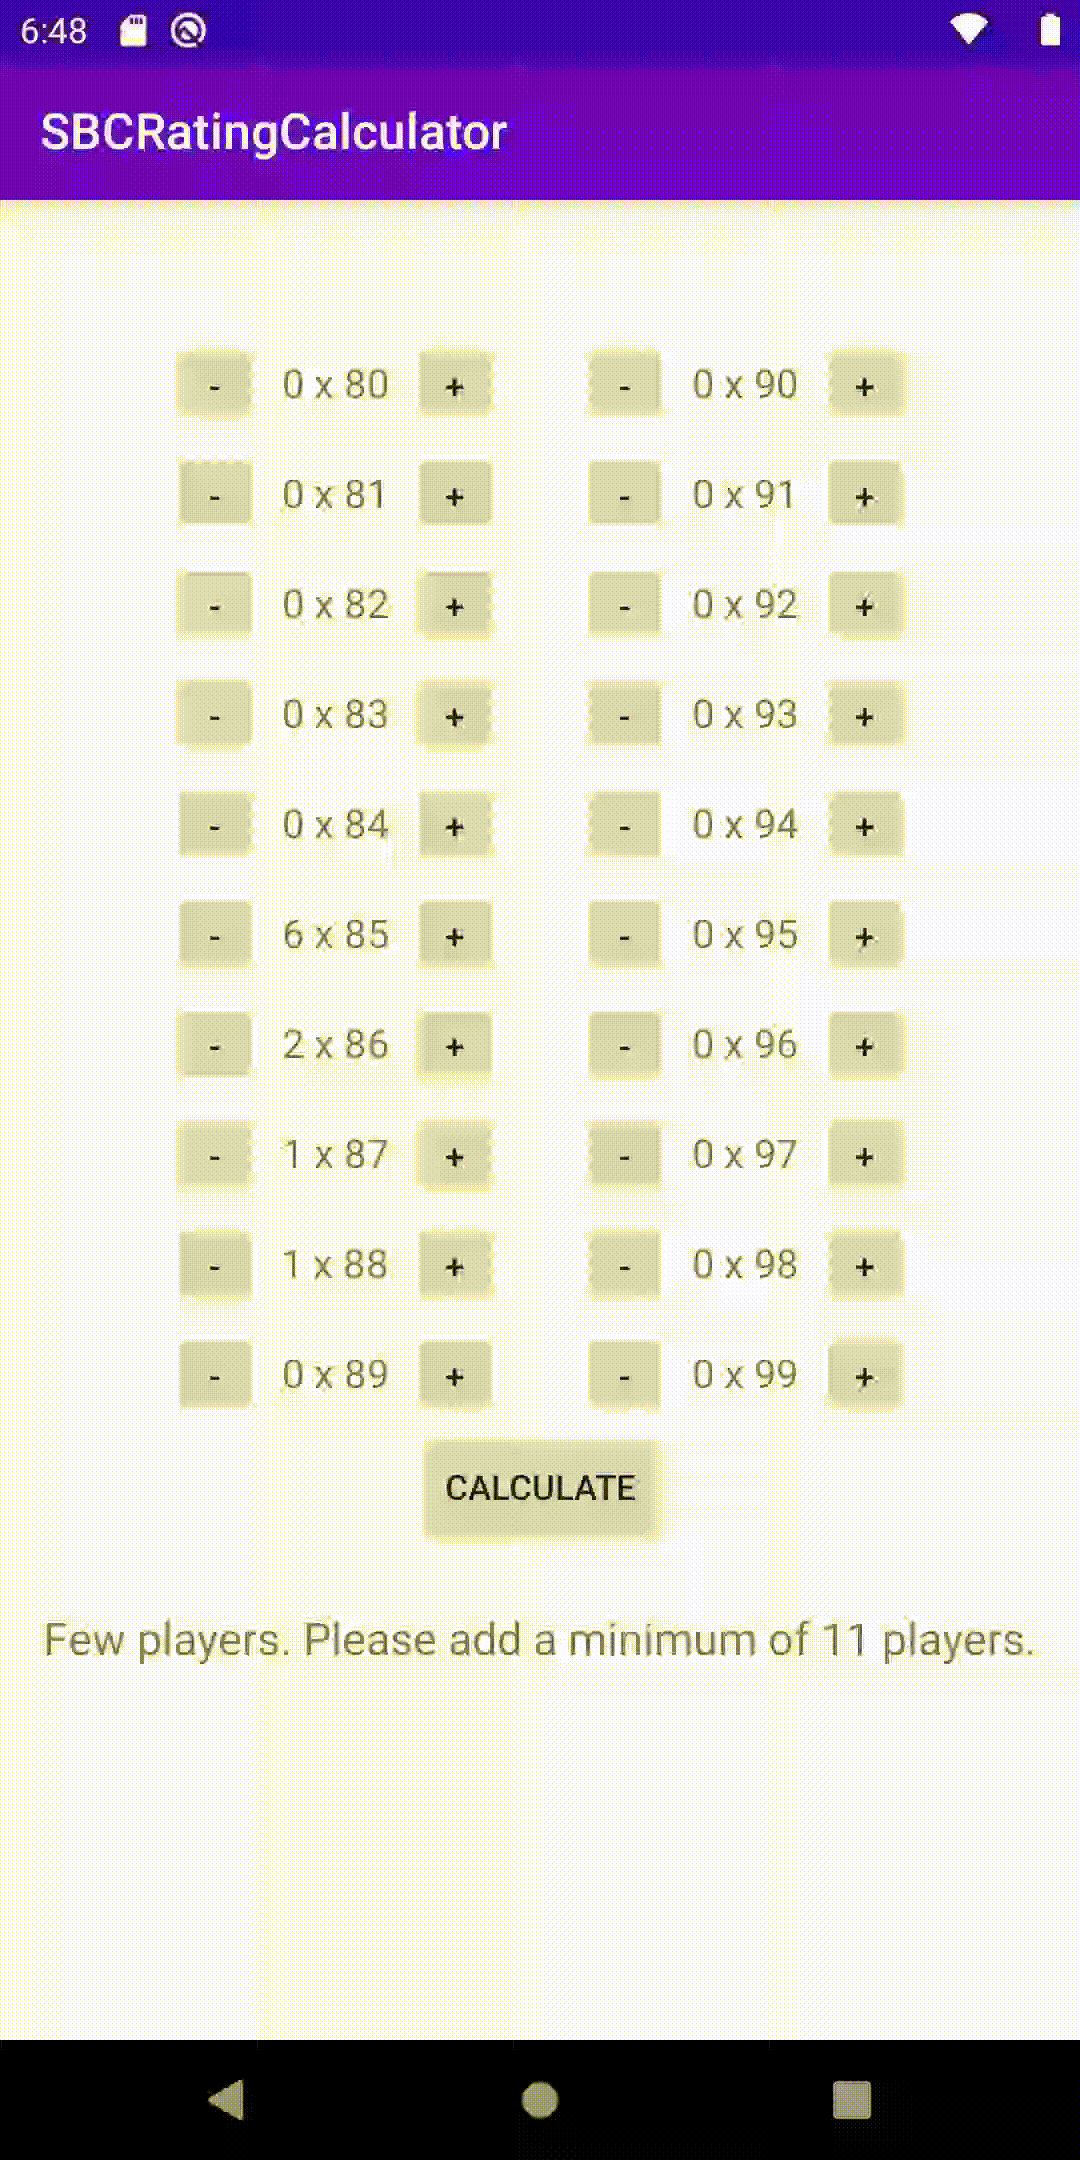 6:48
SBCRatingCalculator
- 0 x 80 + - 0 x 90 +
- 0 x 81 + - 0 x 91 +
- 0 x 82 + - 0 x 92 +
- 0 x 83 + - 0 x 93 +
- 0 x 84 + - 0 x 94 +
- 6 x 85 + - 0 x 95 +
- 2 x 86 + - 0 x 96 +
- 1 x 87 + - 0 x 97 +
- 1 x 88 + - 0 x 98 +
- 0 x 89 + - 0 x 99 +
CALCULATE
Few players. Please add a minimum of 11 players.